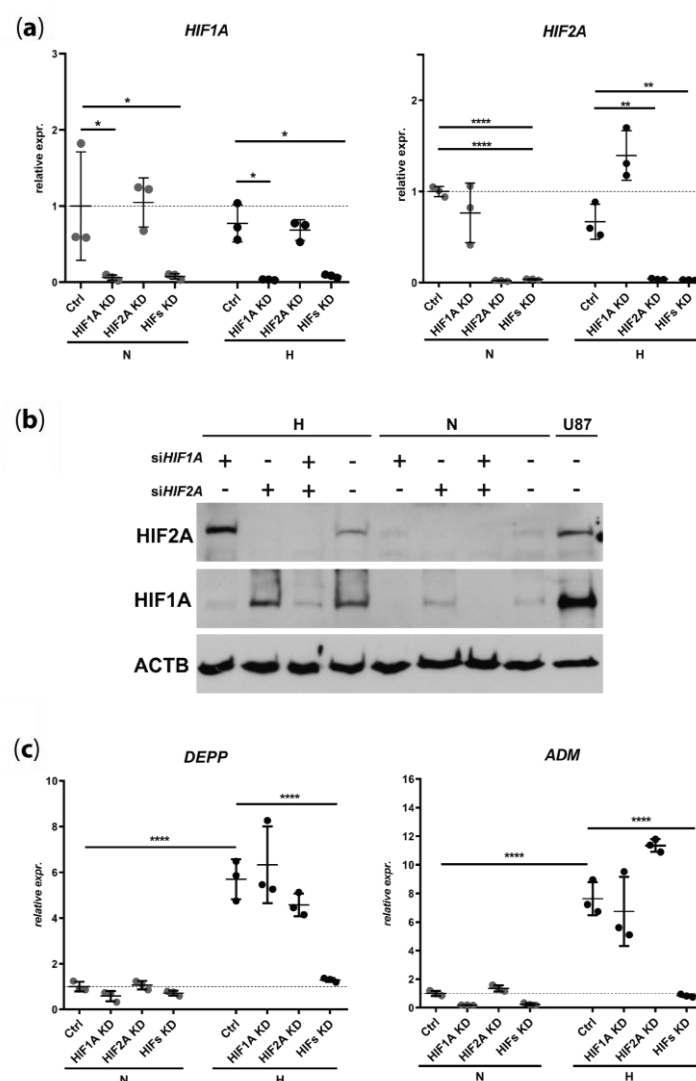 (a)
HIF1A
HIF2A
relative expr.
3
2
1
0
*
*
*
*
Ctrl
HIF1A KD
HIF2A KD
HIFs KD
Ctrl
HIF1A KD
HIF2A KD
HIFs KD
N
H
relative expr.
2
1
0
****
****
**
**
Ctrl
HIF1A KD
HIF2A KD
HIFs KD
Ctrl
HIF1A KD
HIF2A KD
HIFs KD
N
H
(b)
H N U87
siHIF1A + - + - + - + - -
siHIF2A - + + - - + + - -
HIF2A
HIF1A
ACTB
(c)
DEPP
ADM
relative expr.
10
8
6
4
2
0
****
****
Ctrl
HIF1A KD
HIF2A KD
HIFs KD
Ctrl
HIF1A KD
HIF2A KD
HIFs KD
N
H
relative expr.
16
14
12
10
8
6
4
2
0
****
****
Ctrl
HIF1A KD
HIF2A KD
HIFs KD
Ctrl
HIF1A KD
HIF2A KD
HIFs KD
N
H